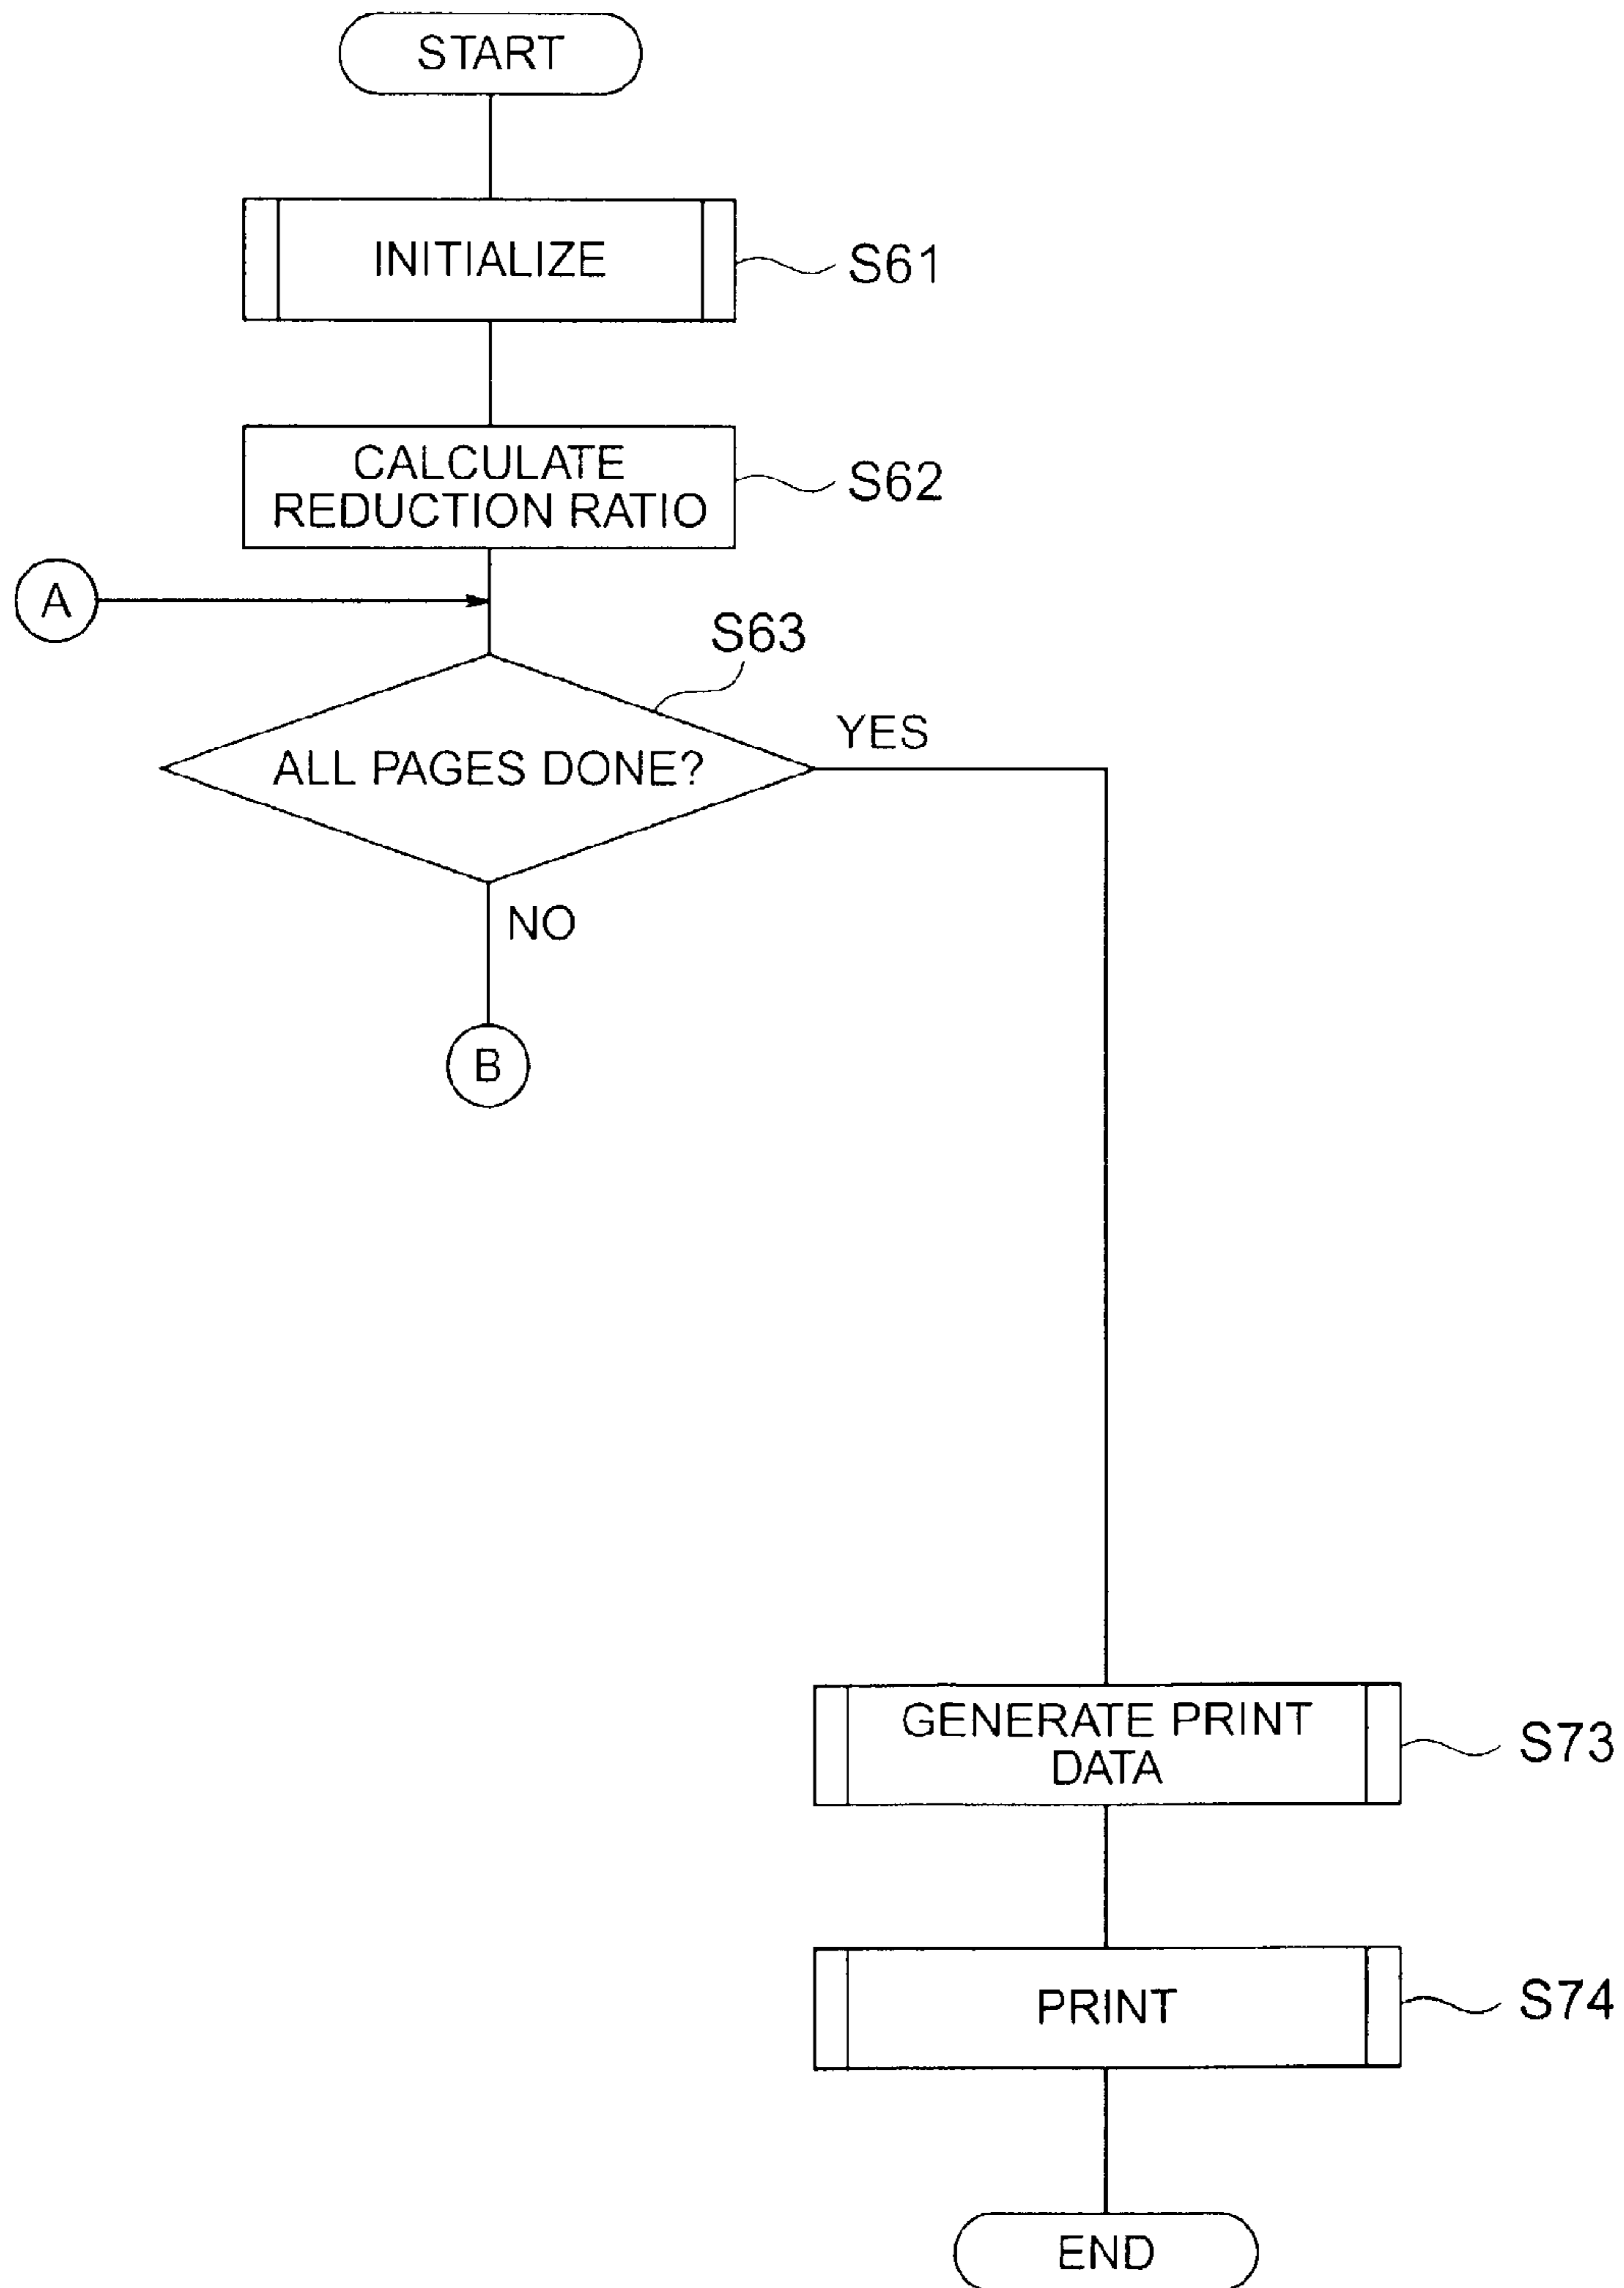 START
INITIALIZE
S61
CALCULATE
REDUCTION RATIO
S62
A
S63
ALL PAGES DONE?
YES
NO
B
GENERATE PRINT
DATA
S73
PRINT
S74
END